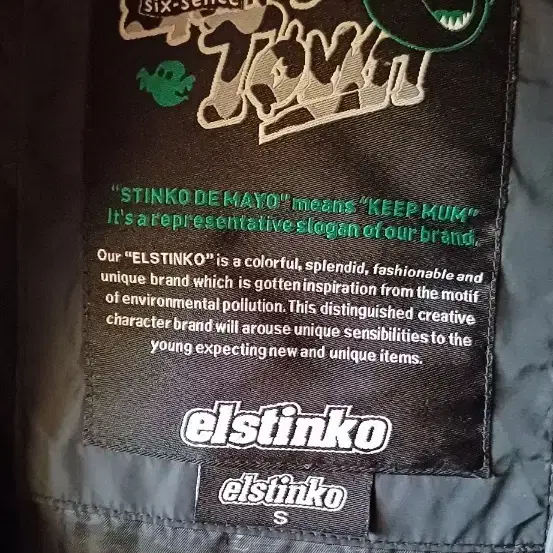 six-sence
Town
"STINKO DE MAYO" means "KEEP MUM"
It's a representative slogan of our brand.
Our "ELSTINKO" is a colorful, splendid, fashionable and
unique brand which is gotten inspiration from the motif
of environmental pollution. This distinguished creative
character brand will arouse unique sensibilities to the
young expecting new and unique items.
elstinko
elstinko
S